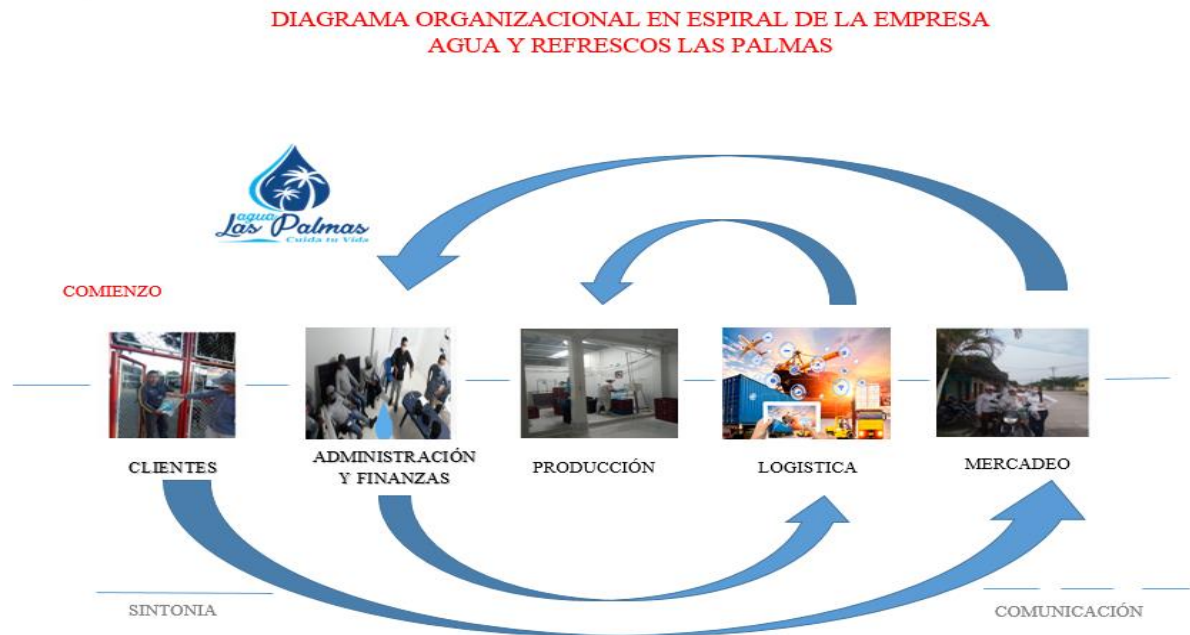 DIAGRAMA ORGANIZACIONAL EN ESPIRAL DE LA EMPRESA
AGUA Y REFRESCOS LAS PALMAS
agua
Las Palmas
Cuida tu Vida
COMIENZO
CLIENTES
ADMINISTRACIÓN
Y FINANZAS
PRODUCCIÓN
LOGISTICA
MERCADEO
SINTONIA
COMUNICACIÓN